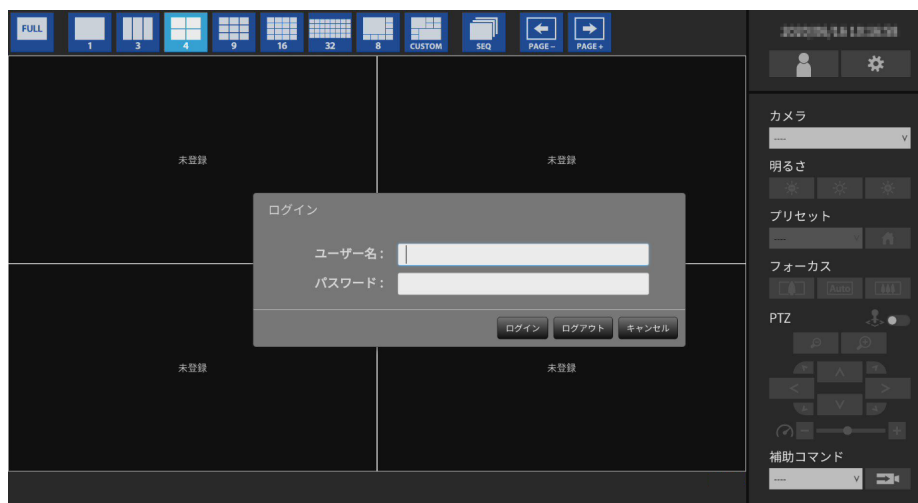 FULL
1
3
4
9
16
32
8
CUSTOM
SEQ
PAGE−
PAGE+
カメラ
----
未登録
未登録
明るさ
ログイン
プリセット
----
ユーザー名 :
フォーカス
パスワード :
Auto
PTZ
ログイン
ログアウト
キャンセル
未登録
未登録
補助コマンド
----